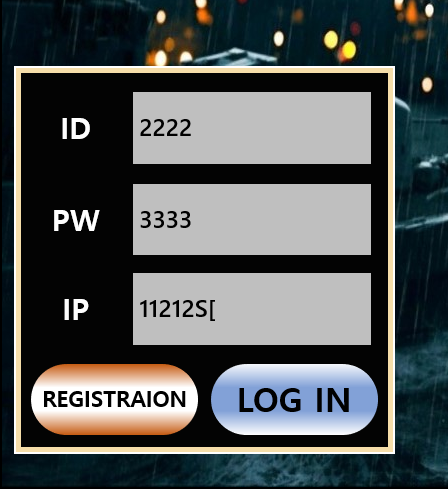 ID 2222
PW 3333
IP 11212S[
REGISTRAION LOG IN